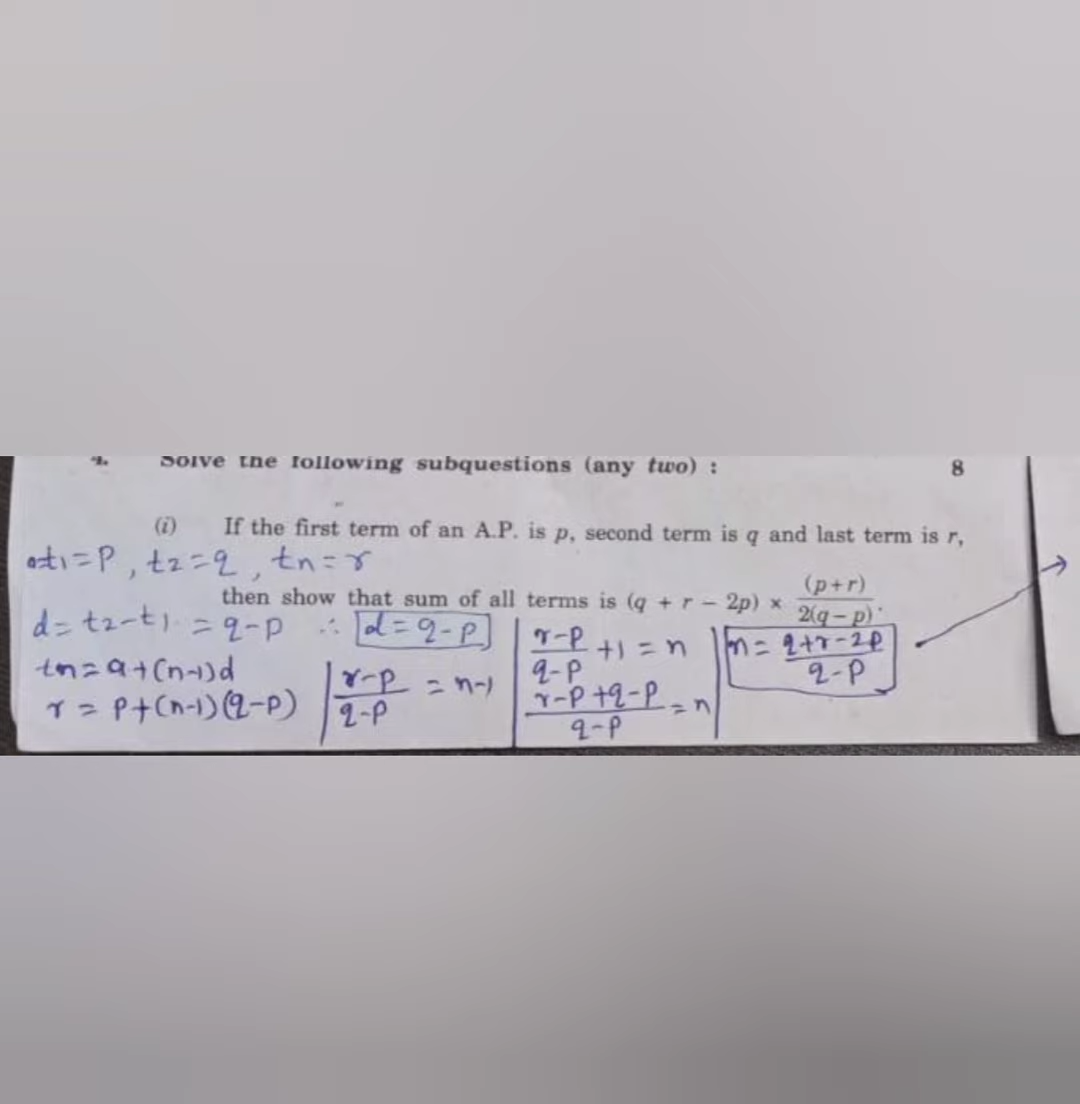 4. Solve the following subquestions (any two) : 8
(i) If the first term of an A.P. is p, second term is q and last term is r,
t1 = p, t2 = q, tn = r
then show that sum of all terms is (q + r – 2p) × (p+r)/2(q – p).
d = t2-t1 = q-p ∴ d = q-p
tn = a+(n-1)d
r = p+(n-1)(q-p)
r-p/q-p = n-1
r-p/q-p +1 = n
r-p+q-p/q-p = n
n = q+r-2p/q-p